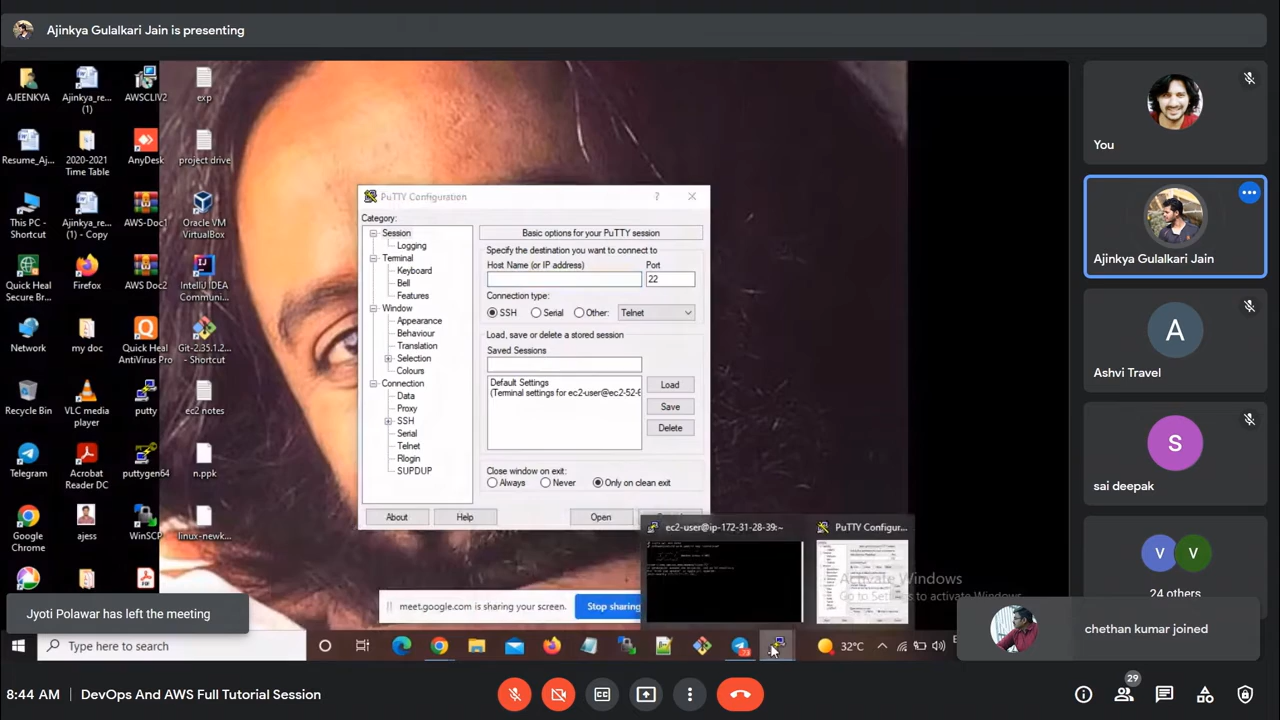 Ajinkya Gulalkari Jain is presenting
AJEENKYA
Ajinkya_re...
(1)
AWSCLIV2
exp
Resume_Aj...
2020-2021
Time Table
AnyDesk
project drive
This PC -
Shortcut
Ajinkya_re...
(1) - Copy
AWS-Doc1
Oracle VM
VirtualBox
Quick Heal
Secure Br...
Firefox
AWS Doc2
IntelliJ IDEA
Communi...
Network
my doc
Quick Heal
AntiVirus Pro
Git-2.35.1.2...
- Shortcut
Recycle Bin
VLC media
player
putty
ec2 notes
Telegram
Acrobat
Reader DC
puttygen64
n.ppk
Google
Chrome
ajess
WinSCP
linux-newk...
PuTTY Configuration
?
Category:
Session
Logging
Terminal
Keyboard
Bell
Features
Window
Appearance
Behaviour
Translation
Selection
Colours
Connection
Data
Proxy
SSH
Serial
Telnet
Rlogin
SUPDUP
Basic options for your PuTTY session
Specify the destination you want to connect to
Host Name (or IP address)
Port
22
Connection type:
SSH
Serial
Other:
Telnet
Load, save or delete a stored session
Saved Sessions
Default Settings
(Terminal settings for ec2-user@ec2-52-6
Load
Save
Delete
Close window on exit:
Always
Never
Only on clean exit
About
Help
Open
ec2-user@ip-172-31-28-39:~
PuTTY Configur...
Activate Windows
Go to Settings to activate Windows.
meet.google.com is sharing your screen.
Stop sharing
Jyoti Polawar has left the meeting
Type here to search
32°C
You
Ajinkya Gulalkari Jain
A
Ashvi Travel
S
sai deepak
V
V
24 others
chethan kumar joined
8:44 AM
DevOps And AWS Full Tutorial Session
29